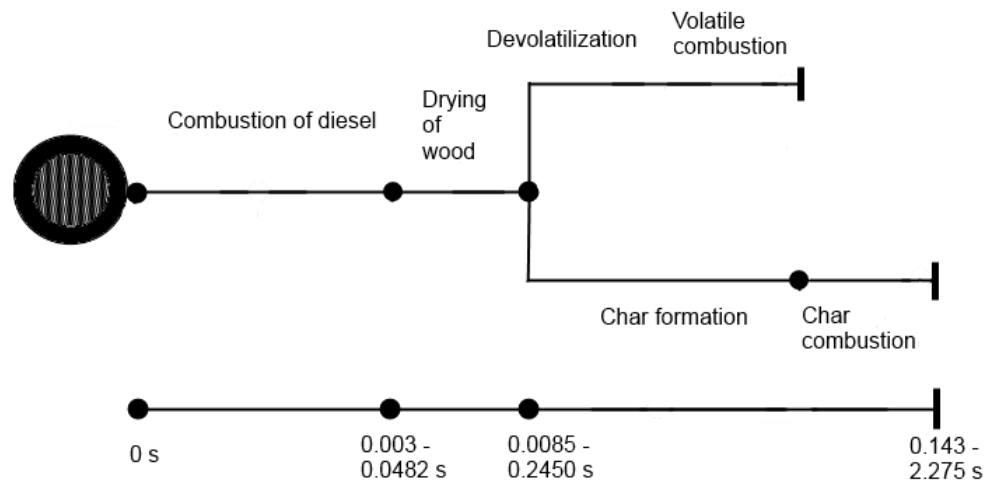 Devolatilization
Volatile
combustion
Combustion of diesel
Drying
of
wood
Char formation
Char
combustion
0 s
0.003 -
0.0482 s
0.0085 -
0.2450 s
0.143 -
2.275 s